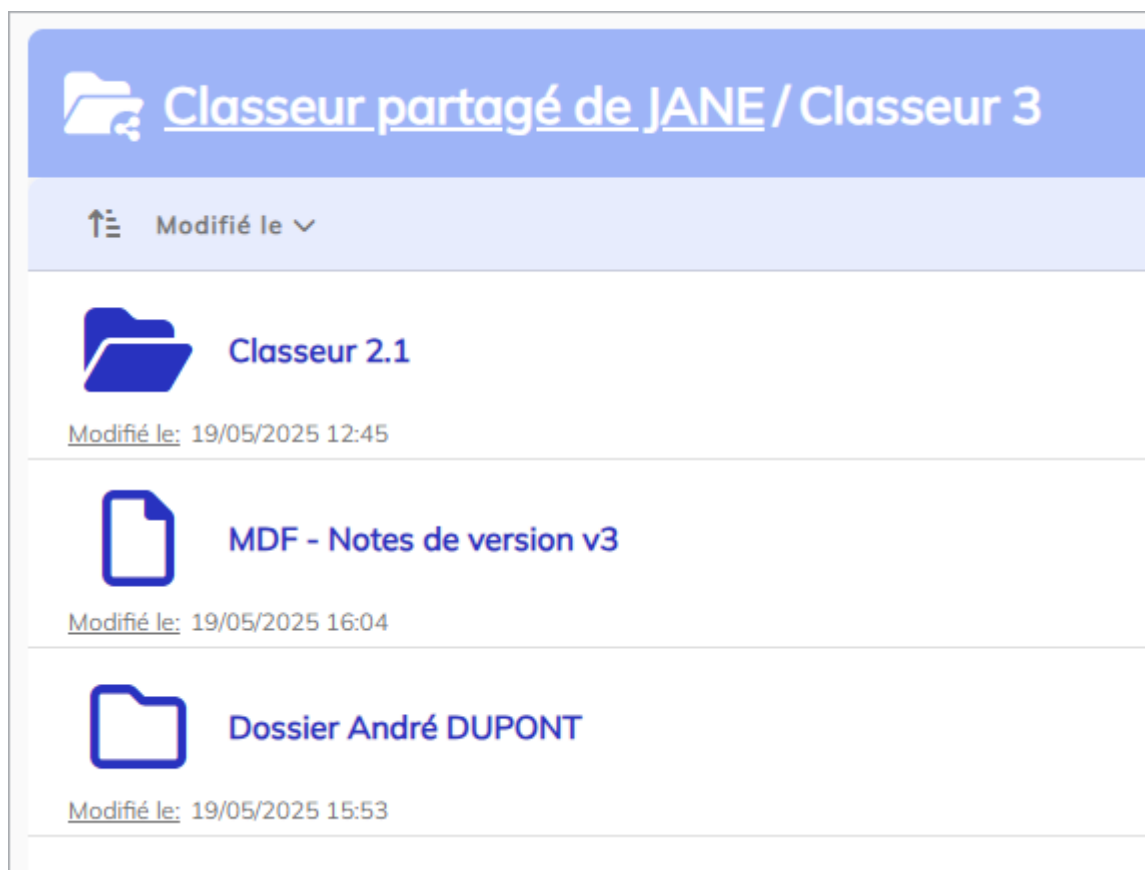 Classeur partagé de JANE / Classeur 3
Modifié le
Classeur 2.1
Modifié le: 19/05/2025 12:45
MDF - Notes de version v3
Modifié le: 19/05/2025 16:04
Dossier André DUPONT
Modifié le: 19/05/2025 15:53